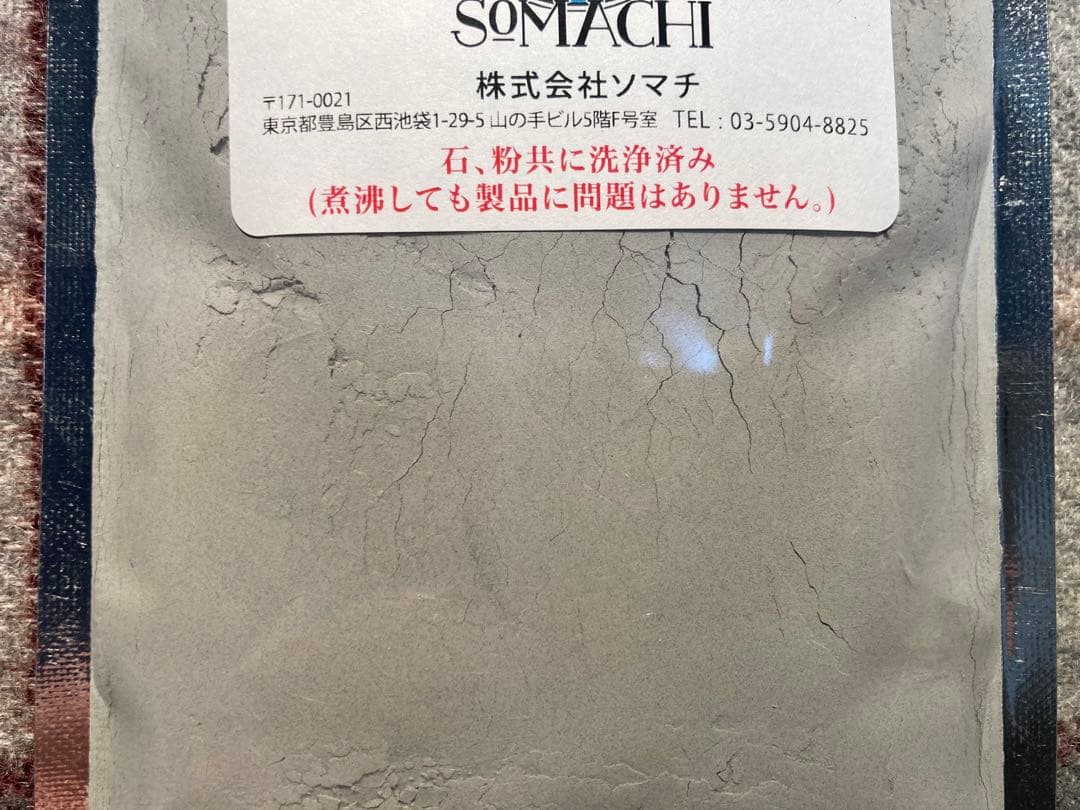 SoMACHI
株式会社ソマチ
〒171-0021
東京都豊島区西池袋1-29-5 山の手ビル5階F号室 TEL : 03-5904-8825
石、粉共に洗浄済み
(煮沸しても製品に問題はありません。)